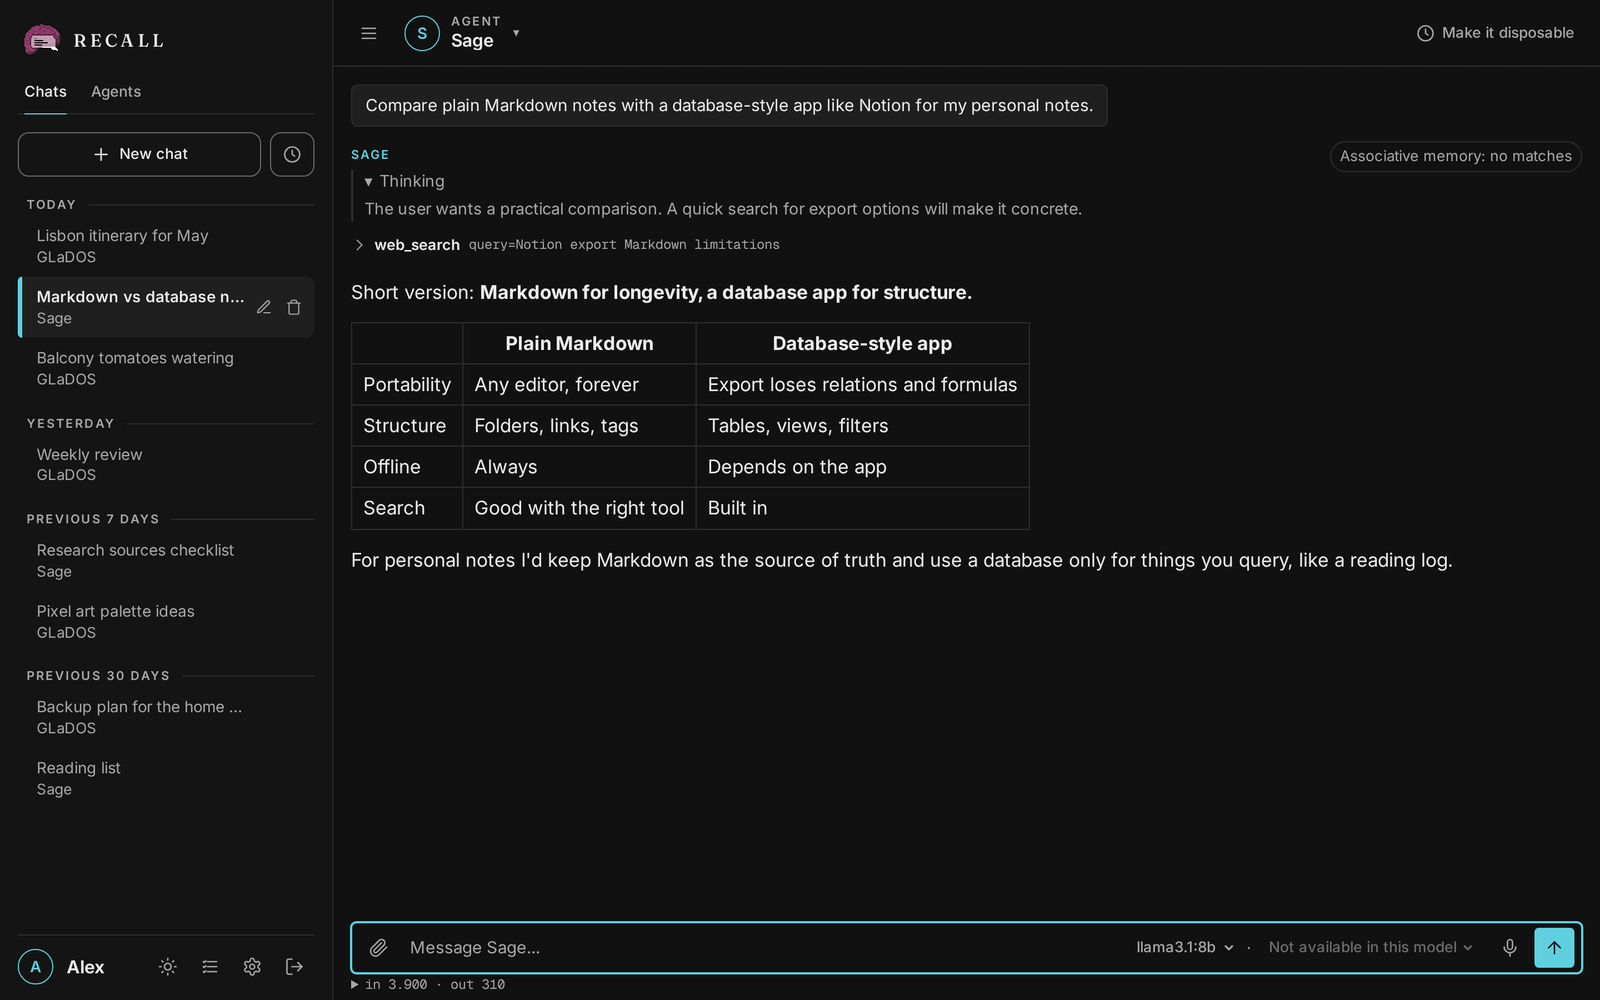 RECALL
Chats
Agents
New chat
TODAY
Lisbon itinerary for May
GLaDOS
Markdown vs database n...
Sage
Balcony tomatoes watering
GLaDOS
YESTERDAY
Weekly review
GLaDOS
PREVIOUS 7 DAYS
Research sources checklist
Sage
Pixel art palette ideas
GLaDOS
PREVIOUS 30 DAYS
Backup plan for the home ...
GLaDOS
Reading list
Sage
A Alex
S AGENT
Sage
Make it disposable
Compare plain Markdown notes with a database-style app like Notion for my personal notes.
SAGE
Associative memory: no matches
Thinking
The user wants a practical comparison. A quick search for export options will make it concrete.
web_search query=Notion export Markdown limitations
Short version: Markdown for longevity, a database app for structure.
Plain Markdown Database-style app
Portability Any editor, forever Export loses relations and formulas
Structure Folders, links, tags Tables, views, filters
Offline Always Depends on the app
Search Good with the right tool Built in
For personal notes I'd keep Markdown as the source of truth and use a database only for things you query, like a reading log.
Message Sage...
llama3.1:8b · Not available in this model
in 3.900 · out 310